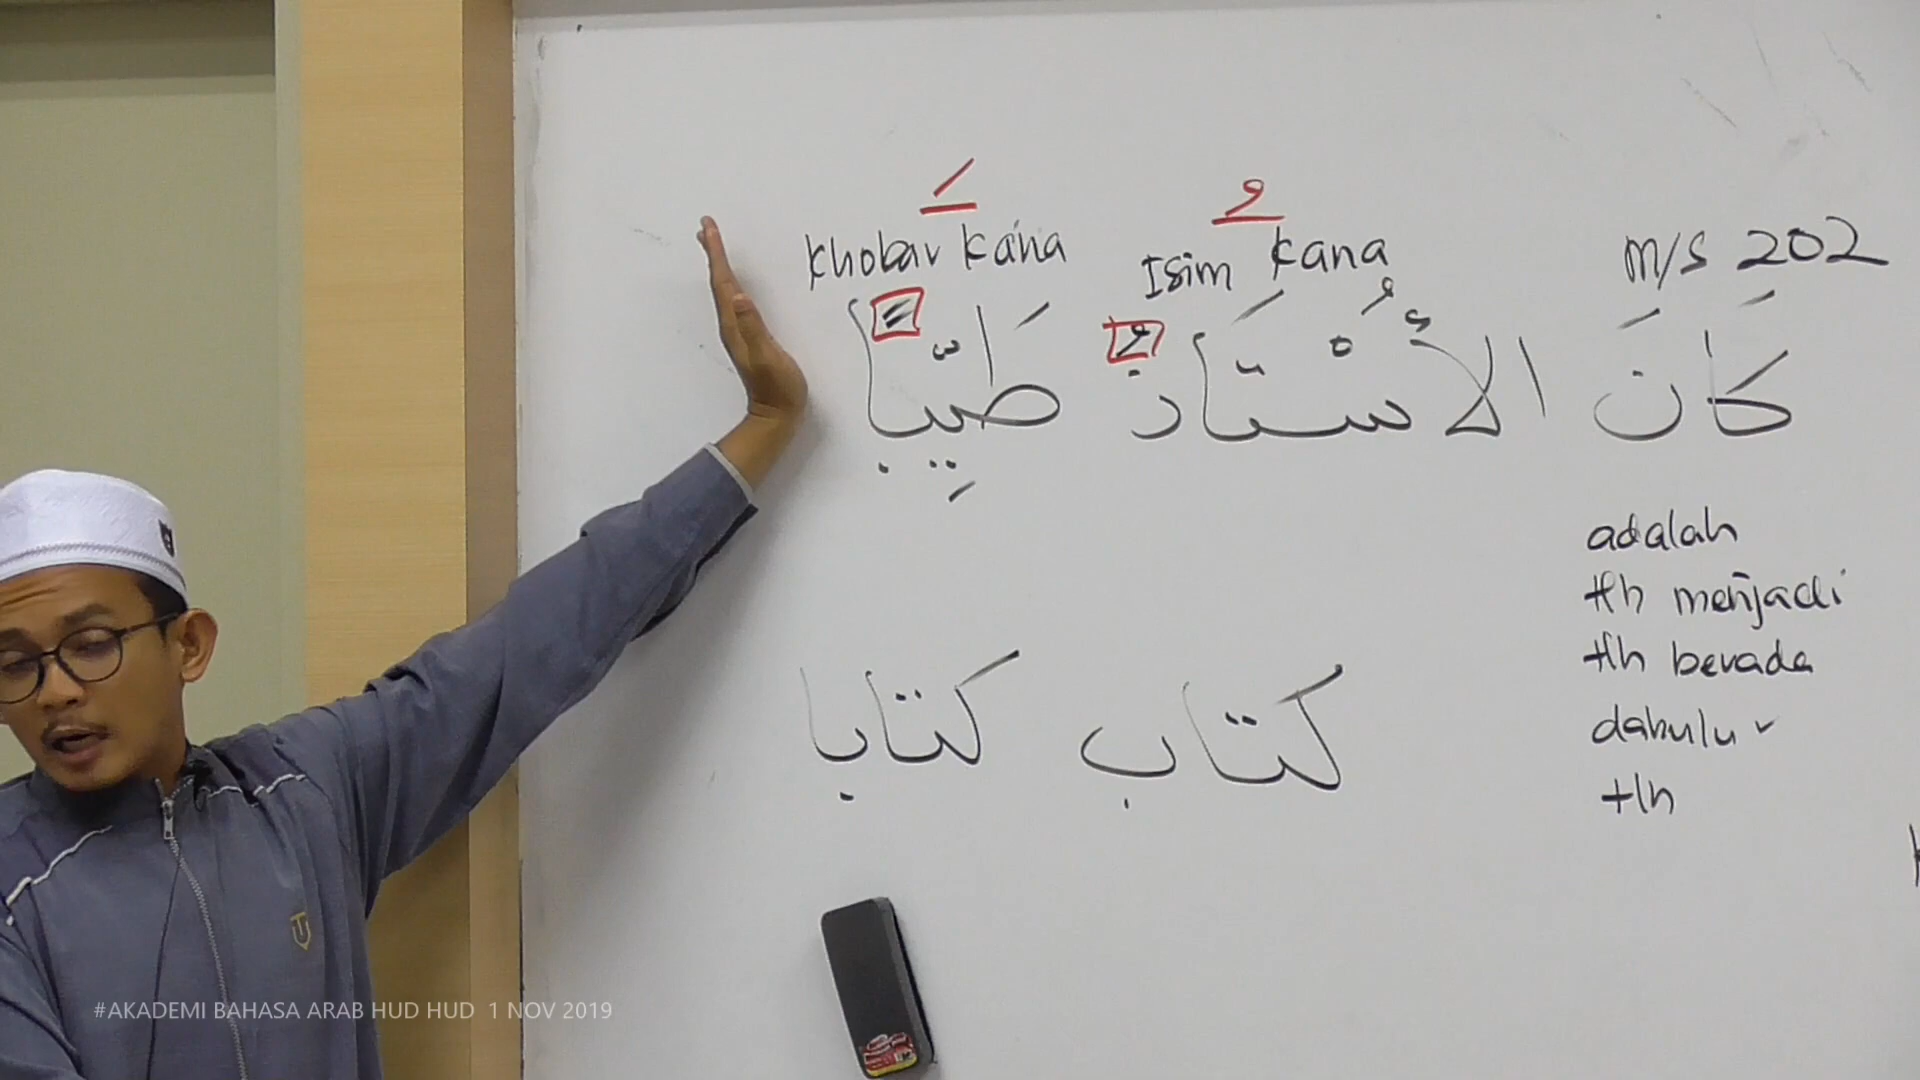 m/s 202
Isim Kana
Khobar Kana
كَانَ الأُسْتَاذُ طَيِّبًا
adalah
tlh menjadi
tlh berada
dahulu ✓
tlh
كتاب كتابا
#AKADEMI BAHASA ARAB HUD HUD 1 NOV 2019